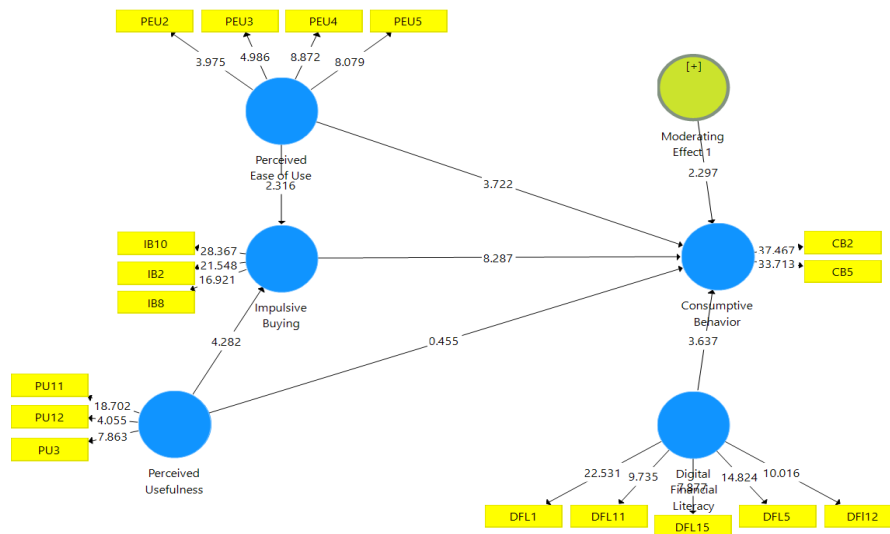 PEU2
PEU3
PEU4
PEU5
3.975
4.986
8.872
8.079
[+]
Perceived
Ease of Use
2.316
Moderating
Effect 1
2.297
3.722
IB10
IB2
IB8
28.367
21.548
16.921
Impulsive
Buying
8.287
37.467
33.713
CB2
CB5
Consumptive
Behavior
4.282
0.455
3.637
PU11
PU12
PU3
18.702
4.055
7.863
Perceived
Usefulness
Digital
Financial
Literacy
22.531
9.735
7.877
14.824
10.016
DFL1
DFL11
DFL15
DFL5
DFl12